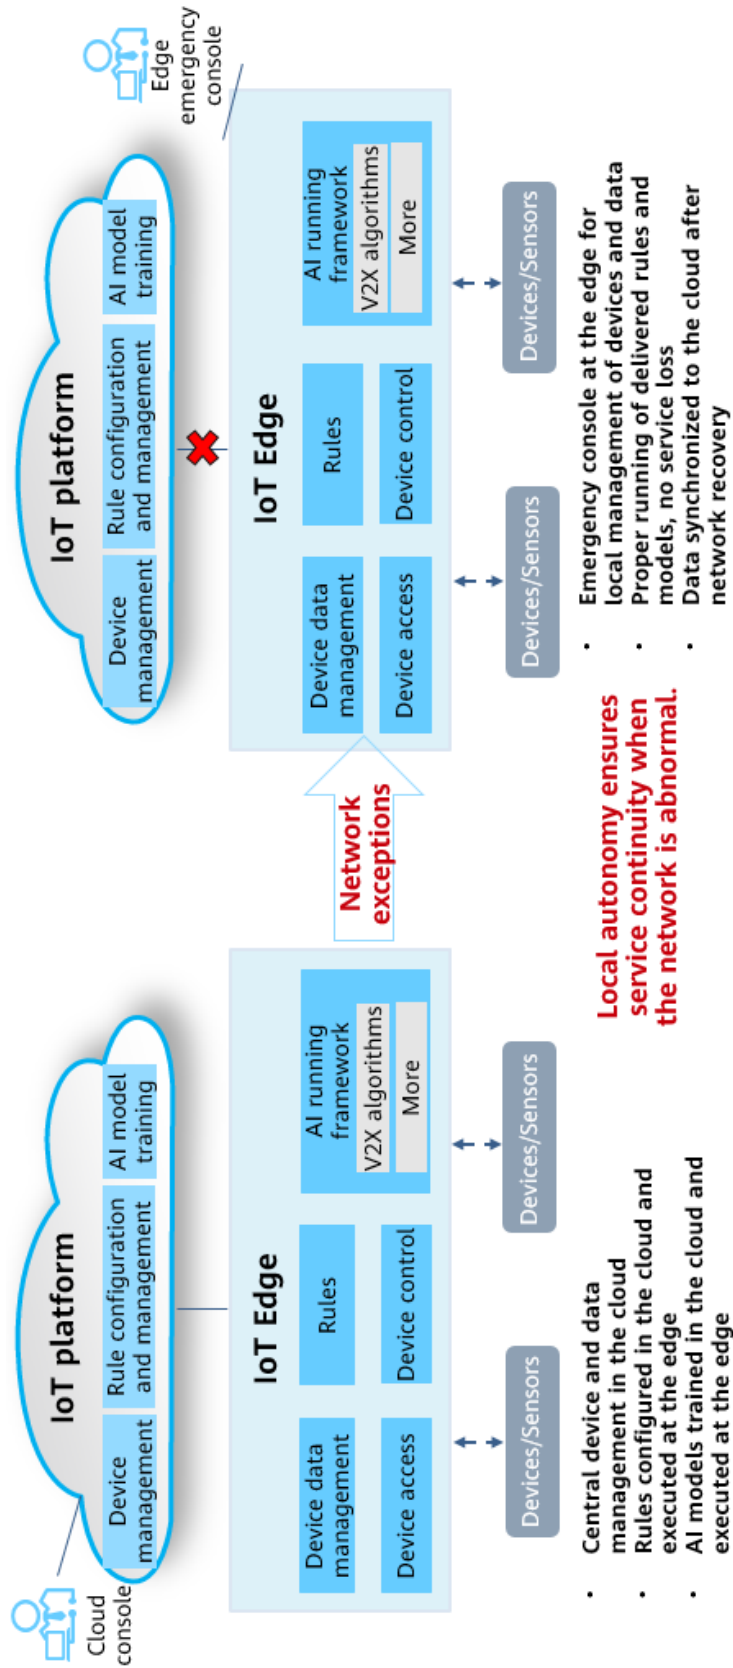 Cloud
console
IoT platform
Device
management
Rule configuration
and management
AI model
training
IoT Edge
Device data
management
Rules
AI running
framework
V2X algorithms
More
Device access
Device control
Devices/Sensors
Devices/Sensors
• Central device and data
management in the cloud
• Rules configured in the cloud and
executed at the edge
• AI models trained in the cloud and
executed at the edge
Network
exceptions
Local autonomy ensures
service continuity when
the network is abnormal.
Edge
emergency
console
IoT platform
Device
management
Rule configuration
and management
AI model
training
IoT Edge
Device data
management
Rules
AI running
framework
V2X algorithms
More
Device access
Device control
Devices/Sensors
Devices/Sensors
• Emergency console at the edge for
local management of devices and data
• Proper running of delivered rules and
models, no service loss
• Data synchronized to the cloud after
network recovery